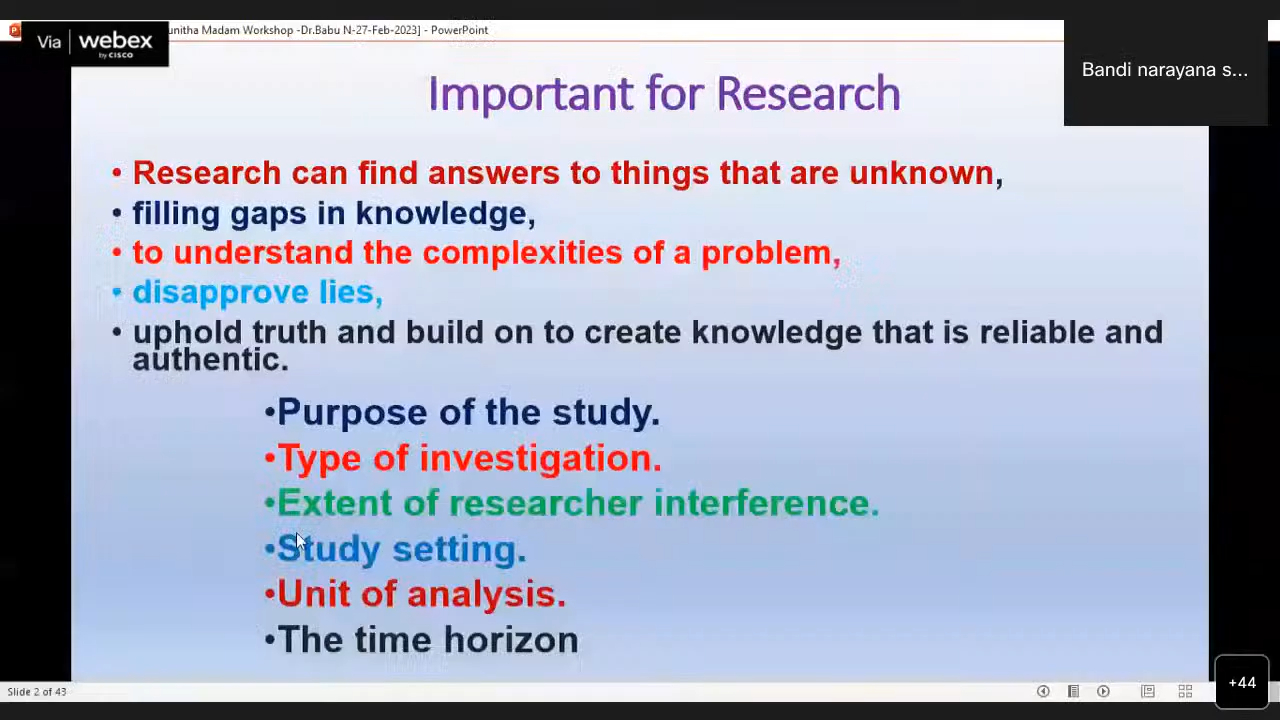 Via webex
by CISCO
unitha Madam Workshop -Dr.Babu N-27-Feb-2023] - PowerPoint
Bandi narayana s...
Important for Research
• Research can find answers to things that are unknown,
• filling gaps in knowledge,
• to understand the complexities of a problem,
• disapprove lies,
• uphold truth and build on to create knowledge that is reliable and
authentic.
•Purpose of the study.
•Type of investigation.
•Extent of researcher interference.
•Study setting.
•Unit of analysis.
•The time horizon
Slide 2 of 43
+44